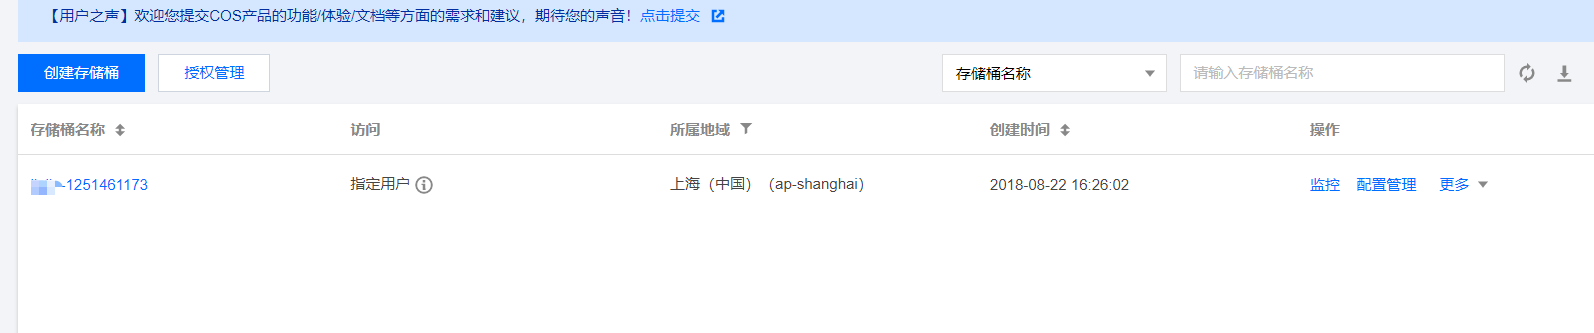 【用户之声】欢迎您提交COS产品的功能/体验/文档等方面的需求和建议，期待您的声音！点击提交
创建存储桶 授权管理 存储桶名称 请输入存储桶名称
存储桶名称 访问 所属地域 创建时间 操作
-1251461173 指定用户 上海（中国）（ap-shanghai） 2018-08-22 16:26:02 监控 配置管理 更多